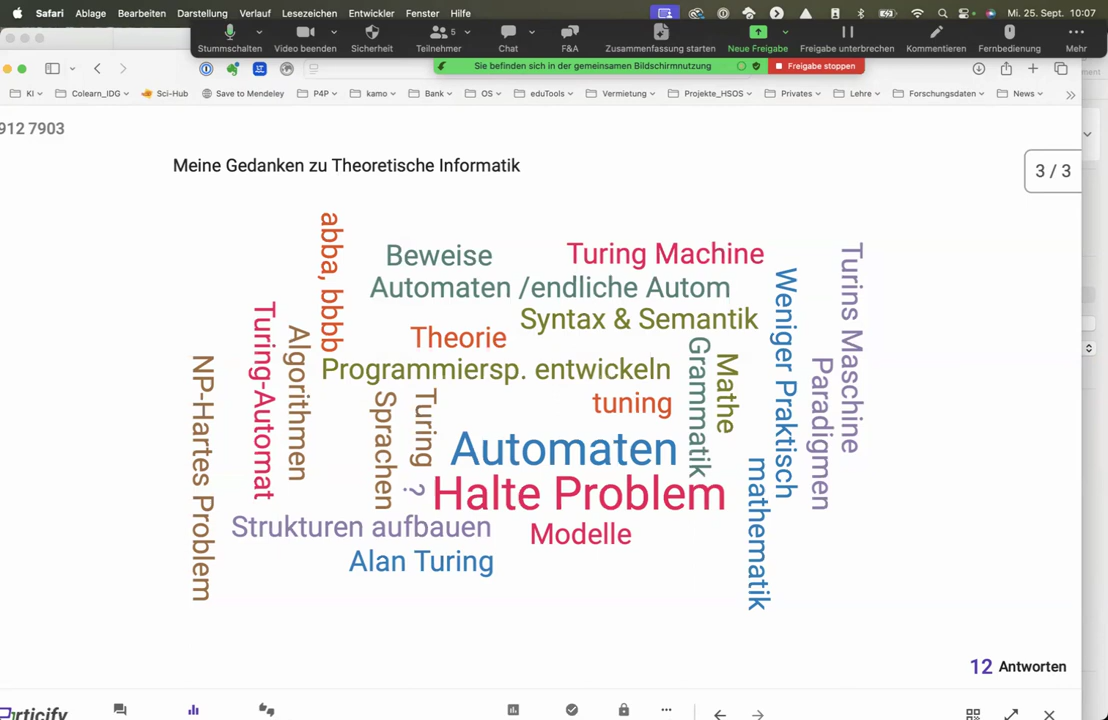 Safari Ablage Bearbeiten Darstellung Verlauf Lesezeichen Entwickler Fenster Hilfe Mi. 25. Sept. 10:07
Stummschalten Video beenden Sicherheit Teilnehmer 5 Chat F&A Zusammenfassung starten Neue Freigabe Freigabe unterbrechen Kommentieren Fernbedienung Mehr
Sie befinden sich in der gemeinsamen Bildschirmnutzung Freigabe stoppen
KI Colearn_IDG Sci-Hub Save to Mendeley P4P kamo Bank OS eduTools Vermietung Projekte_HSOS Privates Lehre Forschungsdaten News
912 7903
Meine Gedanken zu Theoretische Informatik
3 / 3
abba, bbbb
Beweise
Turing Machine
Turins Maschine
Automaten /endliche Autom
Weniger Praktisch
Turing-Automat
Algorithmen
Theorie
Syntax & Semantik
Grammatik
Mathe
Paradigmen
NP-Hartes Problem
Programmiersp. entwickeln
Sprachen
Turing
tuning
Automaten
mathematik
?
Halte Problem
Strukturen aufbauen
Modelle
Alan Turing
12 Antworten
articify